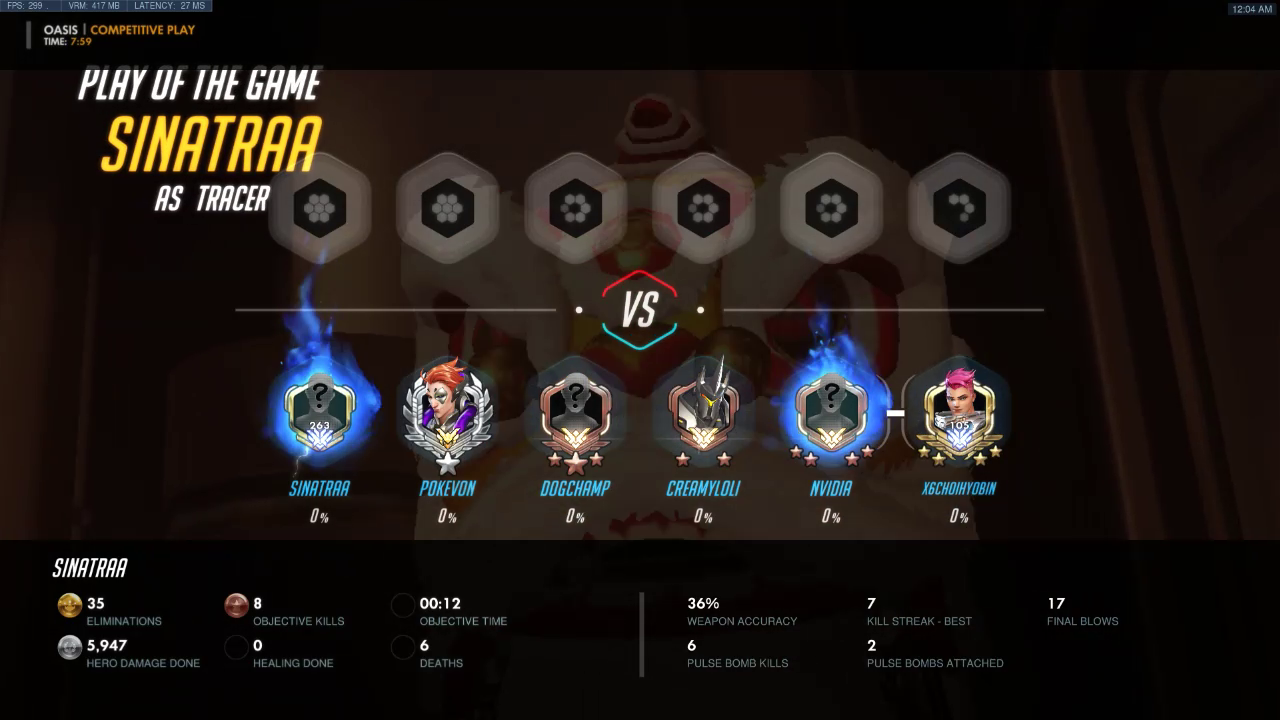 FPS: 299 . VRM: 417 MB LATENCY: 27 MS
12:04 AM
OASIS | COMPETITIVE PLAY
TIME: 7:59
PLAY OF THE GAME
SINATRAA
AS TRACER
VS
? ? ?
263 105
SINATRAA POKEVON DOGCHAMP CREAMYLOLI NVIDIA X6CHOIHYOBIN
0% 0% 0% 0% 0% 0%
SINATRAA
35 8 00:12 36% 7 17
ELIMINATIONS OBJECTIVE KILLS OBJECTIVE TIME WEAPON ACCURACY KILL STREAK - BEST FINAL BLOWS
5,947 0 6 6 2
HERO DAMAGE DONE HEALING DONE DEATHS PULSE BOMB KILLS PULSE BOMBS ATTACHED